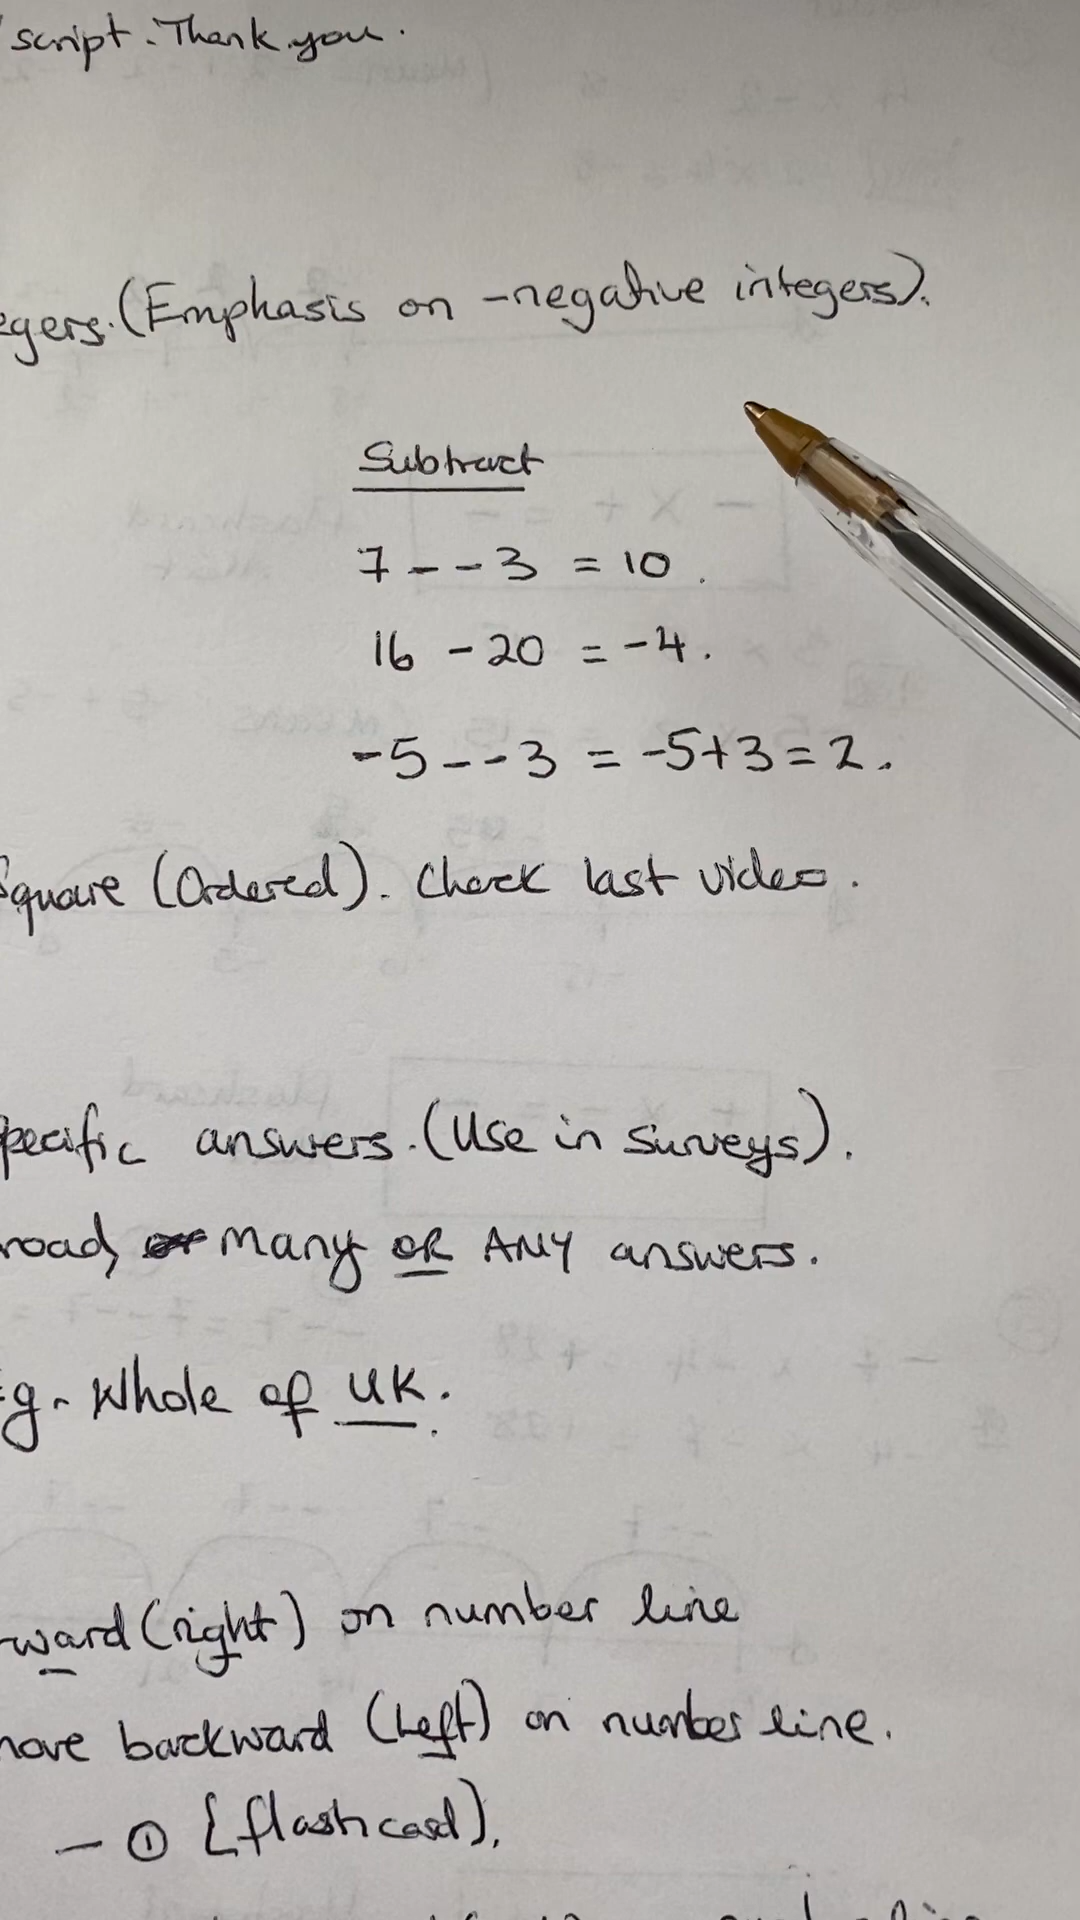 script. Thank you.
egers. (Emphasis on -negative integers).
Subtract
7 - - 3 = 10.
16 - 20 = -4.
-5 - - 3 = -5+3 = 2.
Square (Ordered). Check last video.
pecific answers. (Use in surveys).
road, many OR ANY answers.
Eg. Whole of UK.
ward (right) on number line
move backward (Left) on number line.
- ① {flashcard).